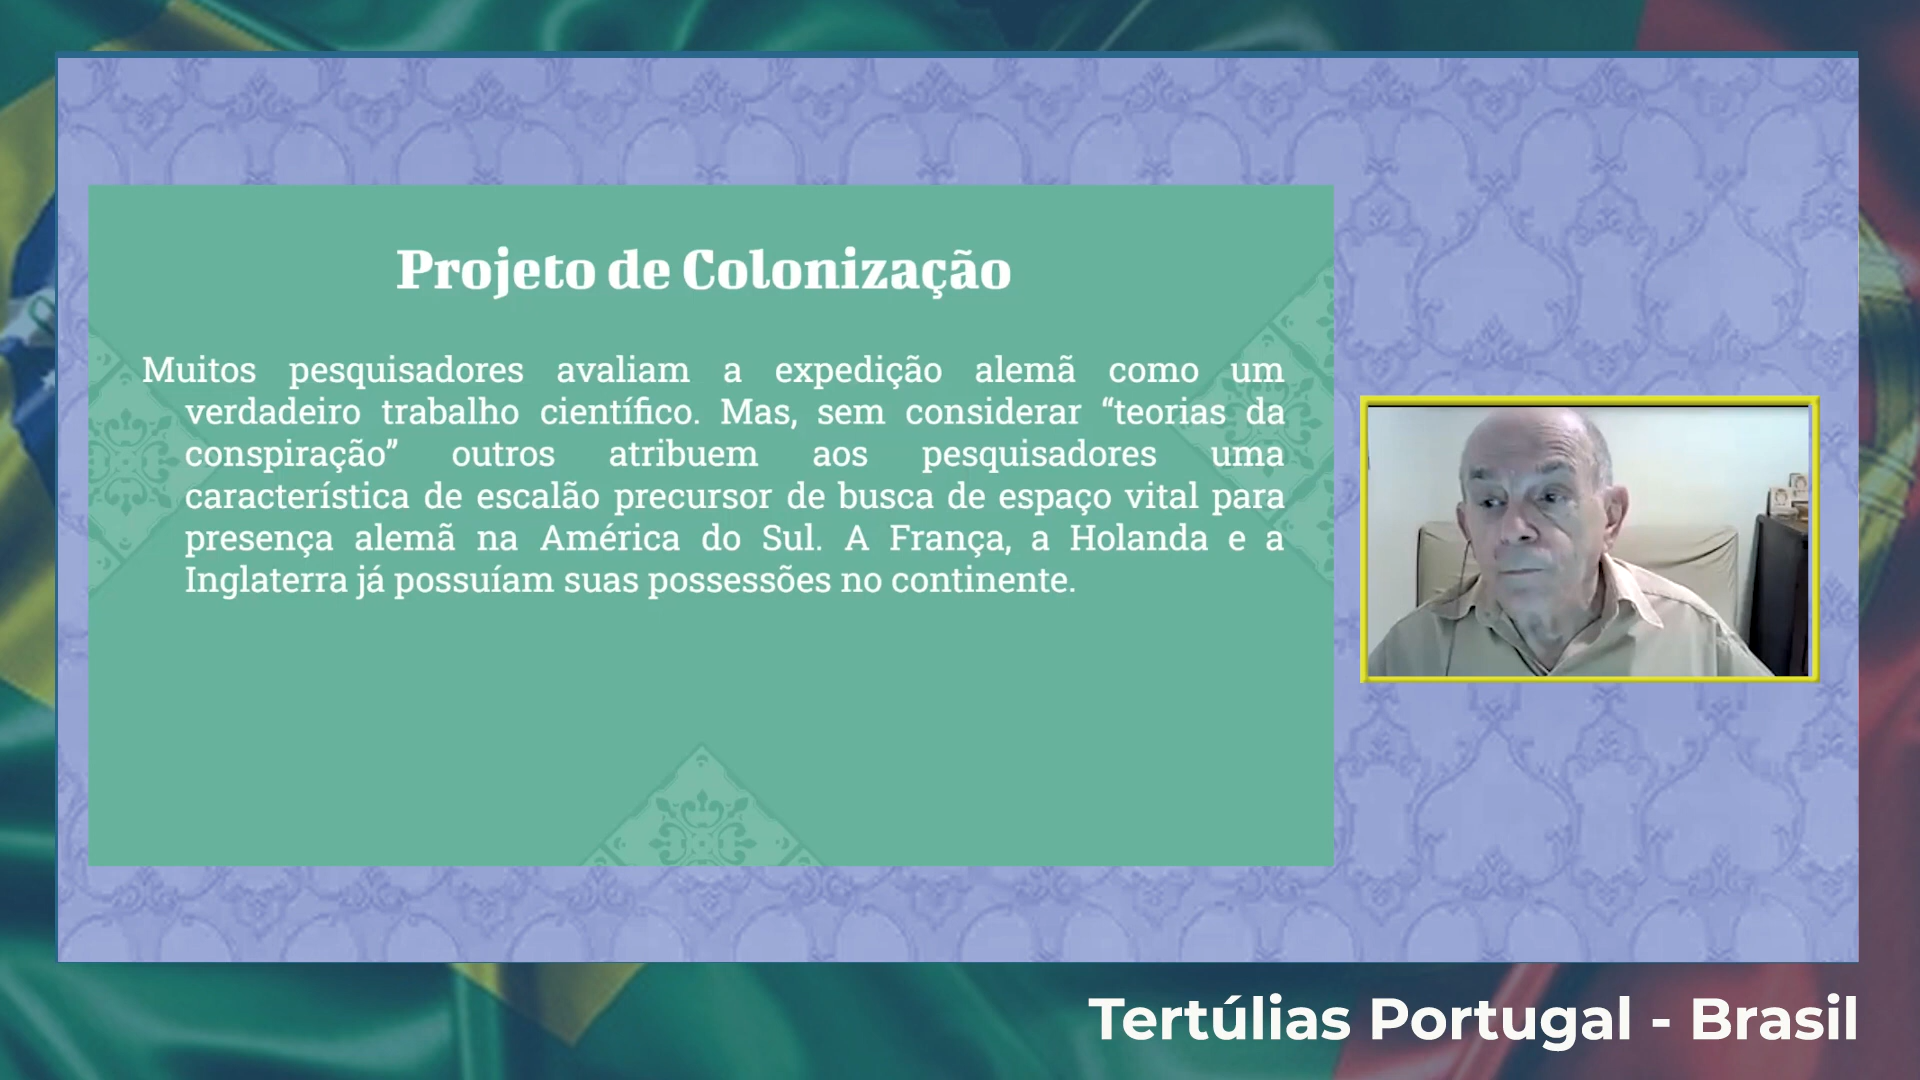 Projeto de Colonização
Muitos pesquisadores avaliam a expedição alemã como um
verdadeiro trabalho científico. Mas, sem considerar “teorias da
conspiração” outros atribuem aos pesquisadores uma
característica de escalão precursor de busca de espaço vital para
presença alemã na América do Sul. A França, a Holanda e a
Inglaterra já possuíam suas possessões no continente.
Tertúlias Portugal - Brasil